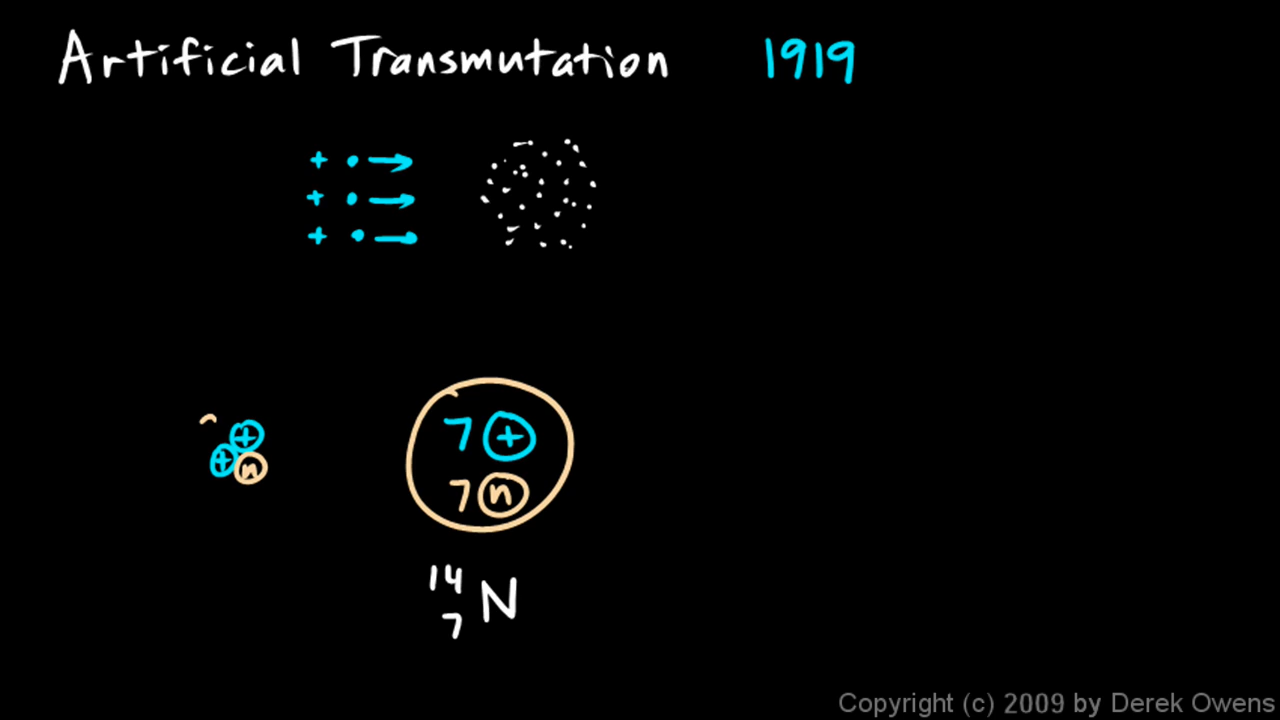 Artificial Transmutation 1919
+ →
+ →
+ →
+
+ n
7 +
7 n
14
7 N
Copyright (c) 2009 by Derek Owens